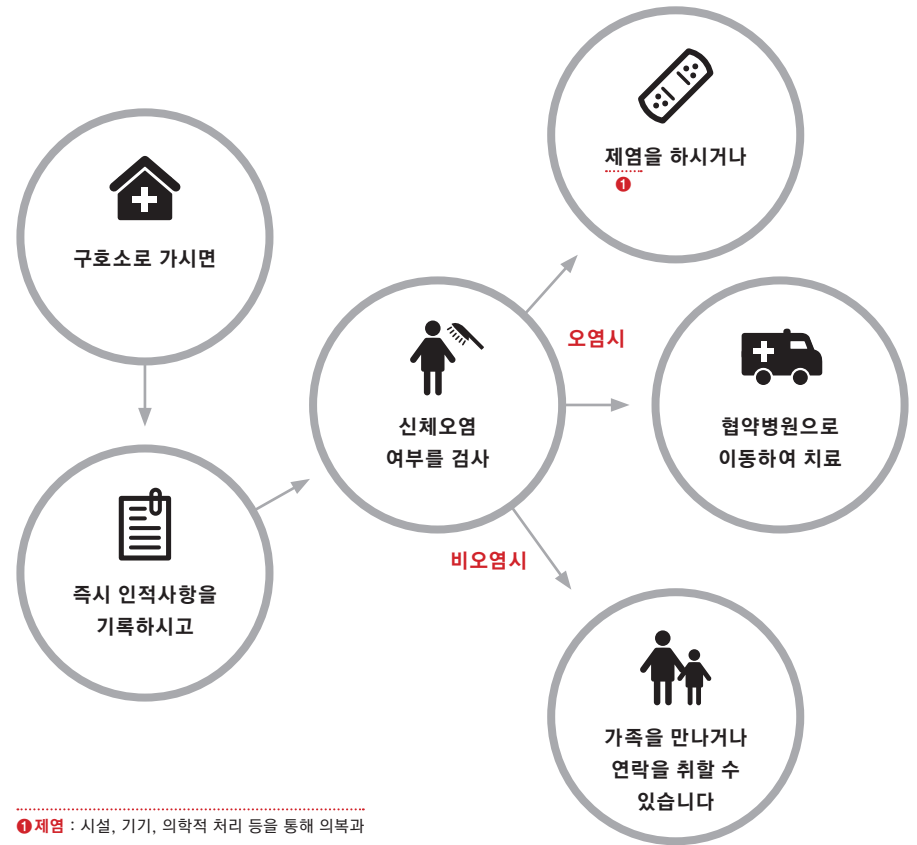 구호소로 가시면
즉시 인적사항을
기록하시고
신체오염
여부를 검사
오염시
제염을 하시거나
❶
협약병원으로
이동하여 치료
비오염시
가족을 만나거나
연락을 취할 수
있습니다
❶제염 : 시설, 기기, 의학적 처리 등을 통해 의복과